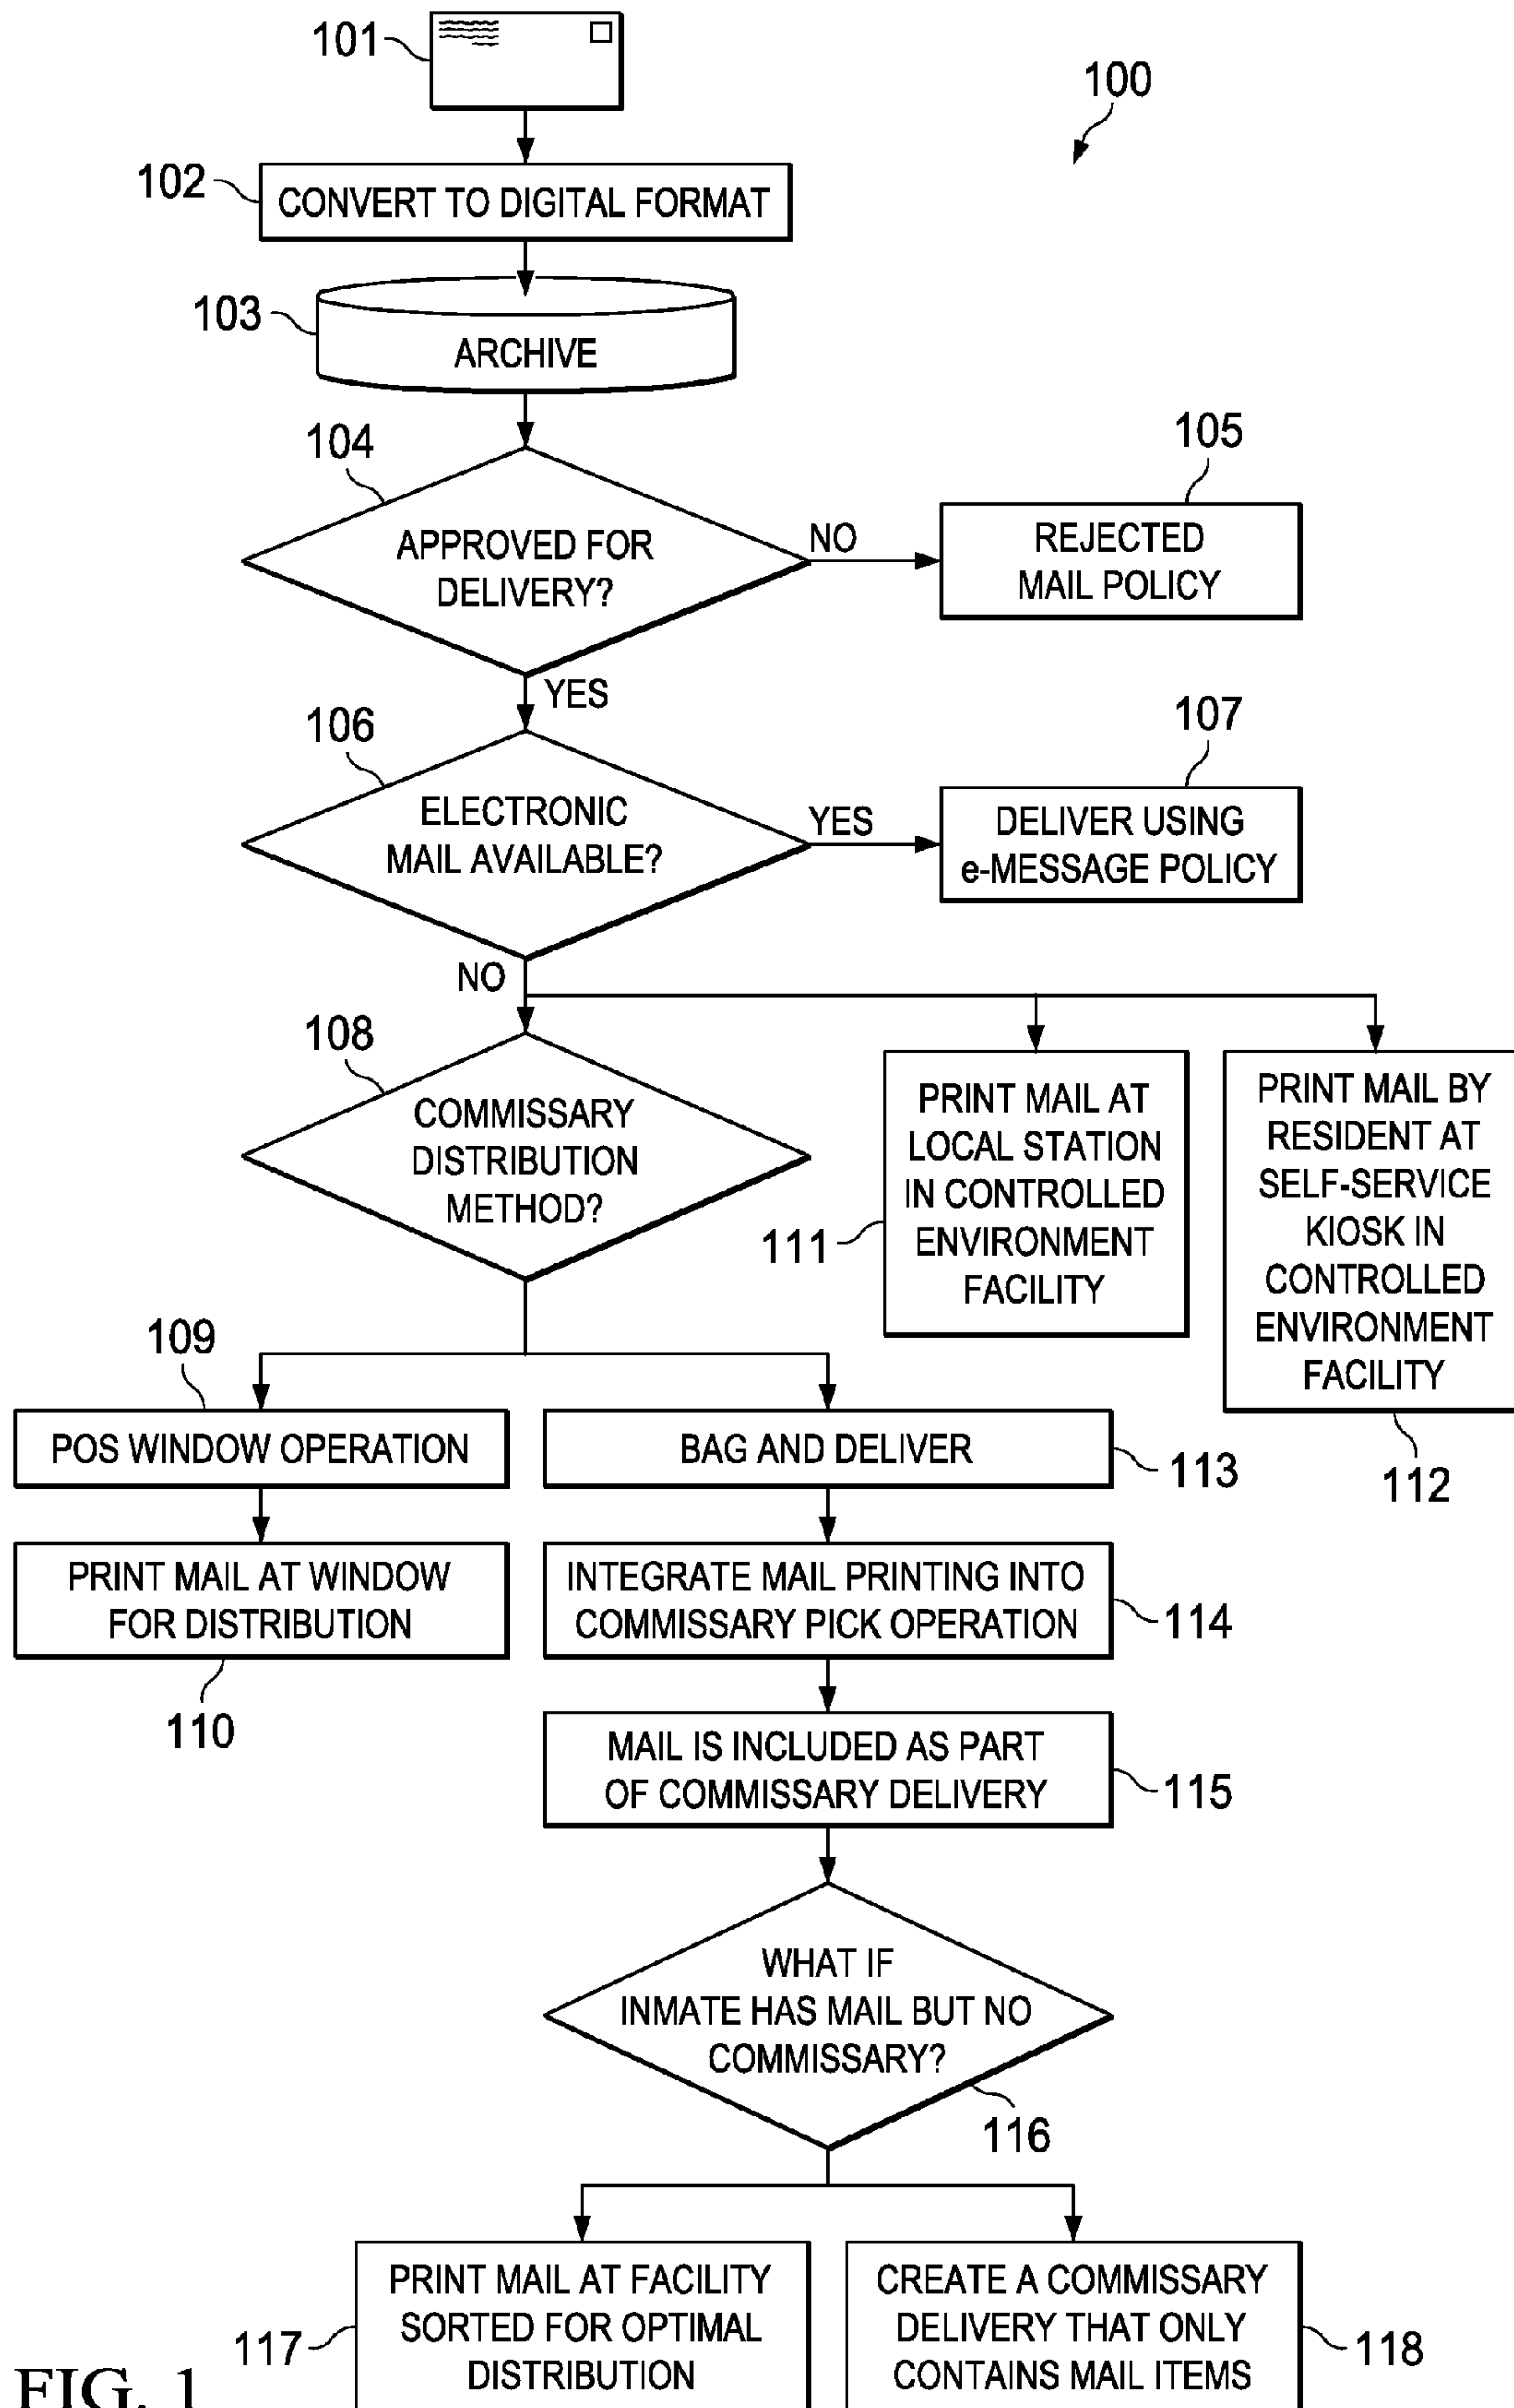 101
100
102
CONVERT TO DIGITAL FORMAT
103
ARCHIVE
104
APPROVED FOR
DELIVERY?
NO
105
REJECTED
MAIL POLICY
YES
106
ELECTRONIC
MAIL AVAILABLE?
YES
107
DELIVER USING
e-MESSAGE POLICY
NO
108
COMMISSARY
DISTRIBUTION
METHOD?
111
PRINT MAIL AT
LOCAL STATION
IN CONTROLLED
ENVIRONMENT
FACILITY
PRINT MAIL BY
RESIDENT AT
SELF-SERVICE
KIOSK IN
CONTROLLED
ENVIRONMENT
FACILITY
112
109
POS WINDOW OPERATION
BAG AND DELIVER
113
PRINT MAIL AT WINDOW
FOR DISTRIBUTION
110
INTEGRATE MAIL PRINTING INTO
COMMISSARY PICK OPERATION
114
MAIL IS INCLUDED AS PART
OF COMMISSARY DELIVERY
115
WHAT IF
INMATE HAS MAIL BUT NO
COMMISSARY?
116
117
PRINT MAIL AT FACILITY
SORTED FOR OPTIMAL
DISTRIBUTION
CREATE A COMMISSARY
DELIVERY THAT ONLY
CONTAINS MAIL ITEMS
118
FIG. 1